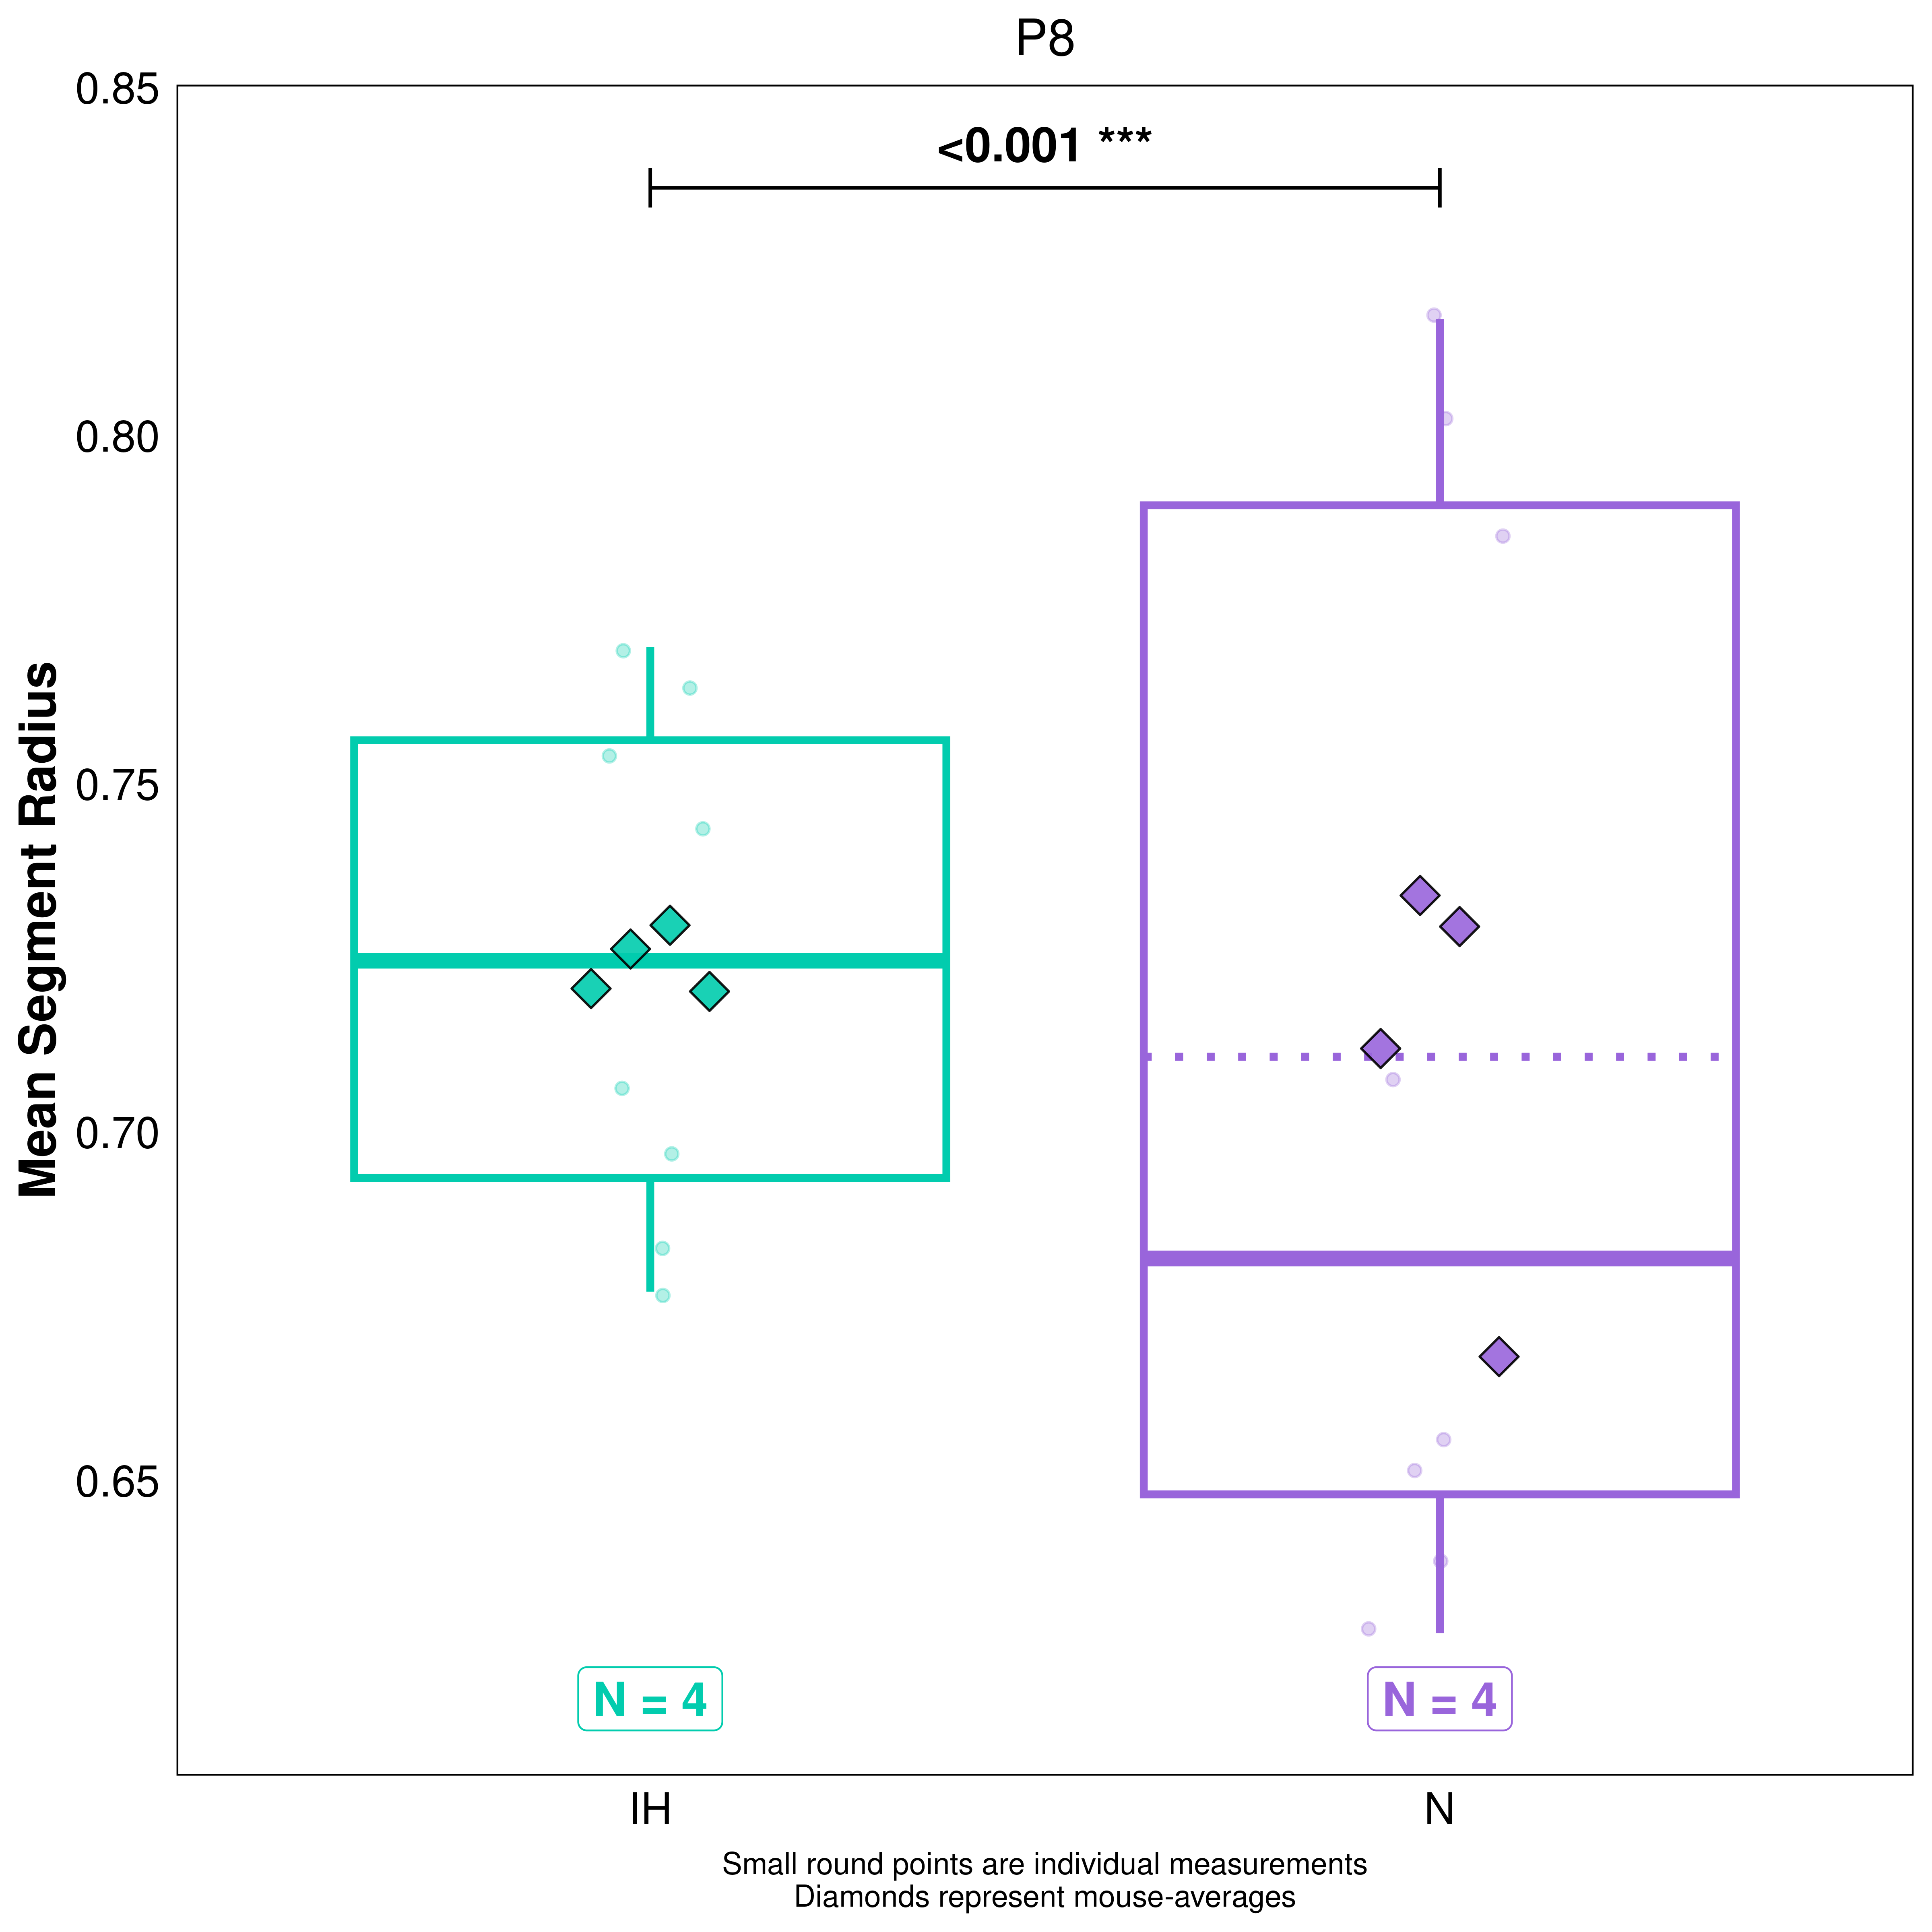 P8
0.85
<0.001 ***
0.80
0.75
0.70
0.65
Mean Segment Radius
N = 4
N = 4
IH
N
Small round points are individual measurements
Diamonds represent mouse-averages